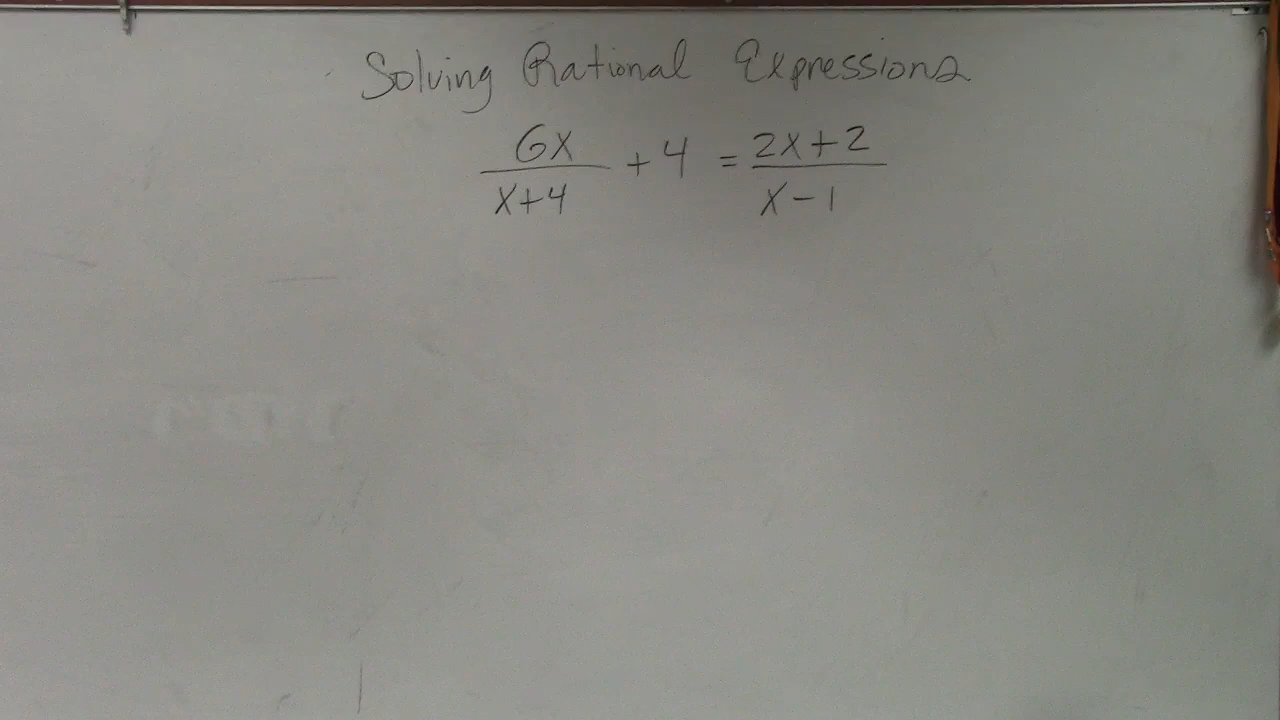 Solving Rational Expressions
6x/(x+4) + 4 = (2x+2)/(x-1)